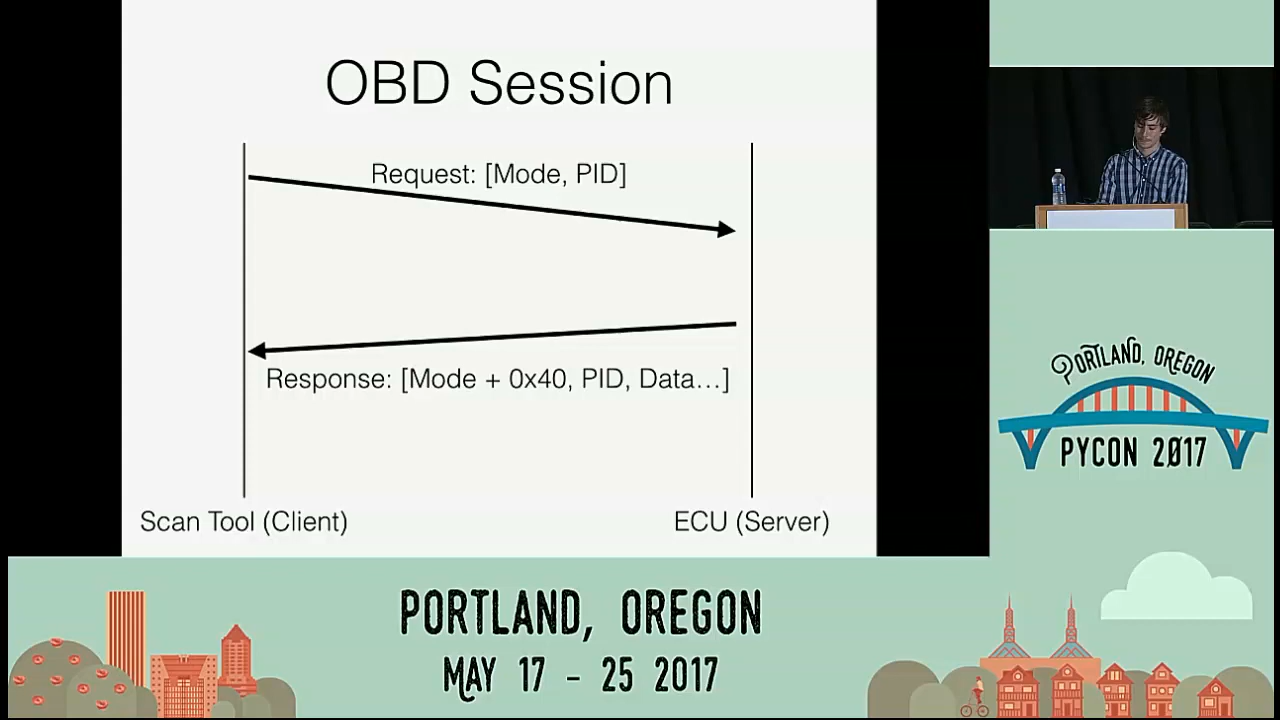 OBD Session
Request: [Mode, PID]
Response: [Mode + 0x40, PID, Data…]
Scan Tool (Client)
ECU (Server)
PORTLAND, OREGON
PYCON 2017
PORTLAND, OREGON
MAY 17 - 25 2017